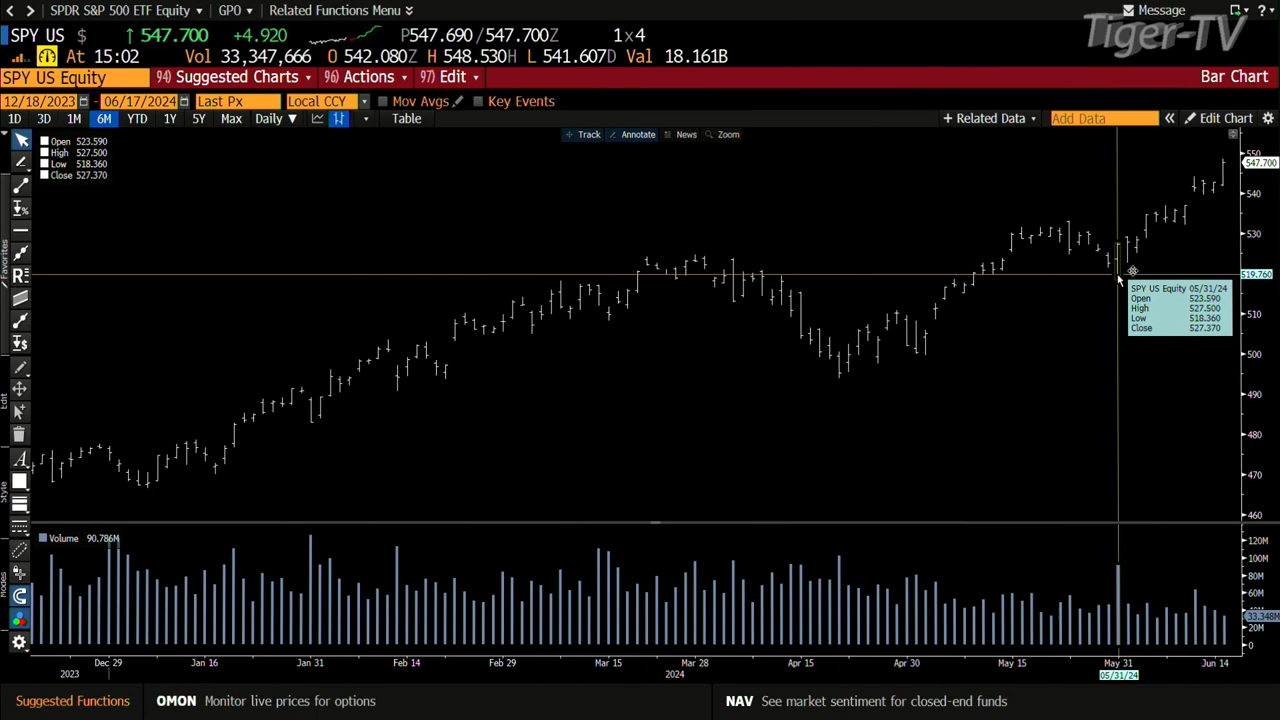 SPDR S&P 500 ETF Equity GPO Related Functions Menu Message ?
SPY US $ ↑ 547.700 +4.920 P547.690/547.700Z 1x4
Tiger-TV
At 15:02 Vol 33,347,666 O 542.080Z H 548.530N L 541.607D Val 18.161B
SPY US Equity 94) Suggested Charts 96) Actions 97) Edit Bar Chart
12/18/2023 - 06/17/2024 Last Px Local CCY Mov Avgs Key Events
1D 3D 1M 6M YTD 1Y 5Y Max Daily ▼ Table + Related Data Add Data « Edit Chart
Track Annotate News Zoom
Open 523.590
High 527.500
Low 518.360
Close 527.370
550
547.700
540
530
519.760
510
500
490
480
470
460
SPY US Equity 05/31/24
Open 523.590
High 527.500
Low 518.360
Close 527.370
Favorites
Edit
Style
Modes
Volume 90.786M
120M
100M
80M
60M
33.348M
20M
0
Dec 29 Jan 16 Jan 31 Feb 14 Feb 29 Mar 15 Mar 28 Apr 15 Apr 30 May 15 May 31 Jun 14
2023 2024 05/31/24
Suggested Functions OMON Monitor live prices for options NAV See market sentiment for closed-end funds